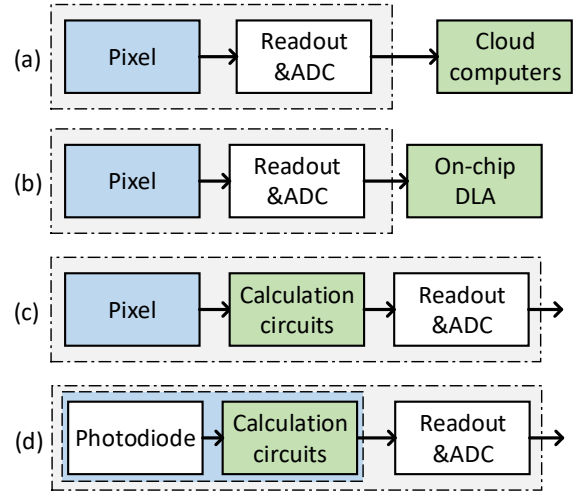 (a)
Pixel
Readout
&ADC
Cloud
computers
(b)
Pixel
Readout
&ADC
On-chip
DLA
(c)
Pixel
Calculation
circuits
Readout
&ADC
(d)
Photodiode
Calculation
circuits
Readout
&ADC